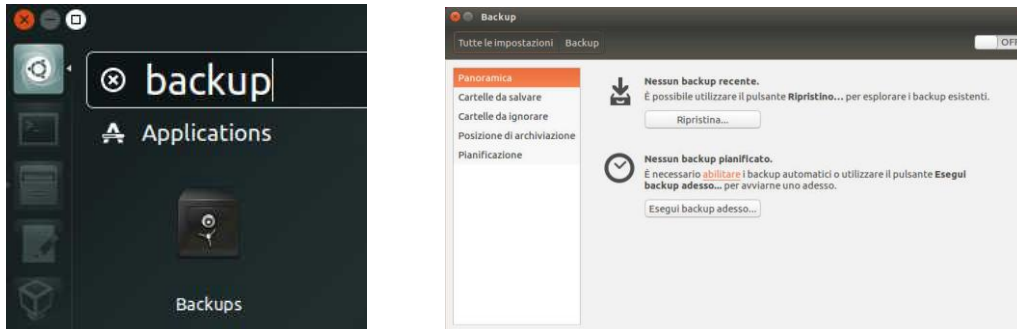 backup
Applications
Backups
Backup
Tutte le impostazioni Backup
OFF
Panoramica
Cartelle da salvare
Cartelle da ignorare
Posizione di archiviazione
Pianificazione
Nessun backup recente.
È possibile utilizzare il pulsante Ripristino... per esplorare i backup esistenti.
Ripristina...
Nessun backup pianificato.
È necessario abilitare i backup automatici o utilizzare il pulsante Esegui
backup adesso... per avviarne uno adesso.
Esegui backup adesso...